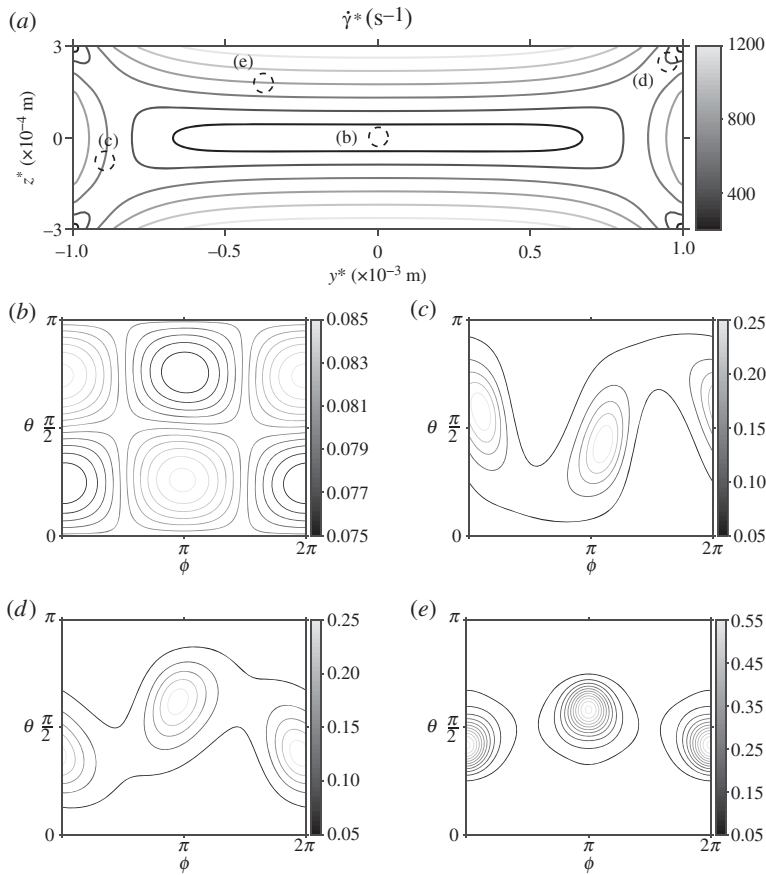 (a)
γ̇* (s−1)
3
0
−3
z* (×10−4 m)
(e)
(d)
(b)
(c)
1200
800
400
−1.0
−0.5
0
0.5
1.0
y* (×10−3 m)
(b)
π
θ π/2
0
π
2π
ϕ
0.085
0.083
0.081
0.079
0.077
0.075
(c)
π
θ π/2
0
π
2π
ϕ
0.25
0.20
0.15
0.10
0.05
(d)
π
θ π/2
0
π
2π
ϕ
0.25
0.20
0.15
0.10
0.05
(e)
π
θ π/2
0
π
2π
ϕ
0.55
0.45
0.35
0.25
0.15
0.05